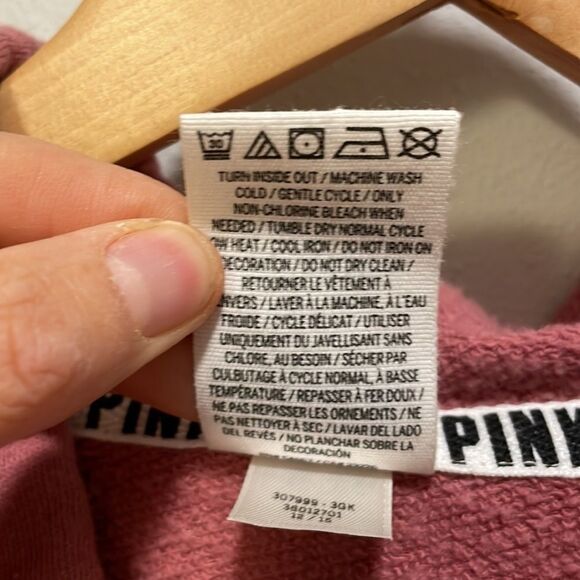 30
TURN INSIDE OUT / MACHINE WASH
COLD / GENTLE CYCLE / ONLY
NON-CHLORINE BLEACH WHEN
NEEDED / TUMBLE DRY NORMAL CYCLE
OW HEAT / COOL IRON / DO NOT IRON ON
DECORATION / DO NOT DRY CLEAN /
RETOURNER LE VÊTEMENT À
NVERS / LAVER À LA MACHINE, À L'EAU
FROIDE / CYCLE DÉLICAT / UTILISER
UNIQUEMENT DU JAVELLISANT SANS
CHLORE, AU BESOIN / SÉCHER PAR
CULBUTAGE À CYCLE NORMAL, À BASSE
TEMPÉRATURE / REPASSER À FER DOUX /
NE PAS REPASSER LES ORNEMENTS / NE
PAS NETTOYER À SEC / LAVAR DEL LADO
DEL REVÉS / NO PLANCHAR SOBRE LA
DECORACIÓN
PINK
PINK
307999 - 3GK
36012701
12 / 16